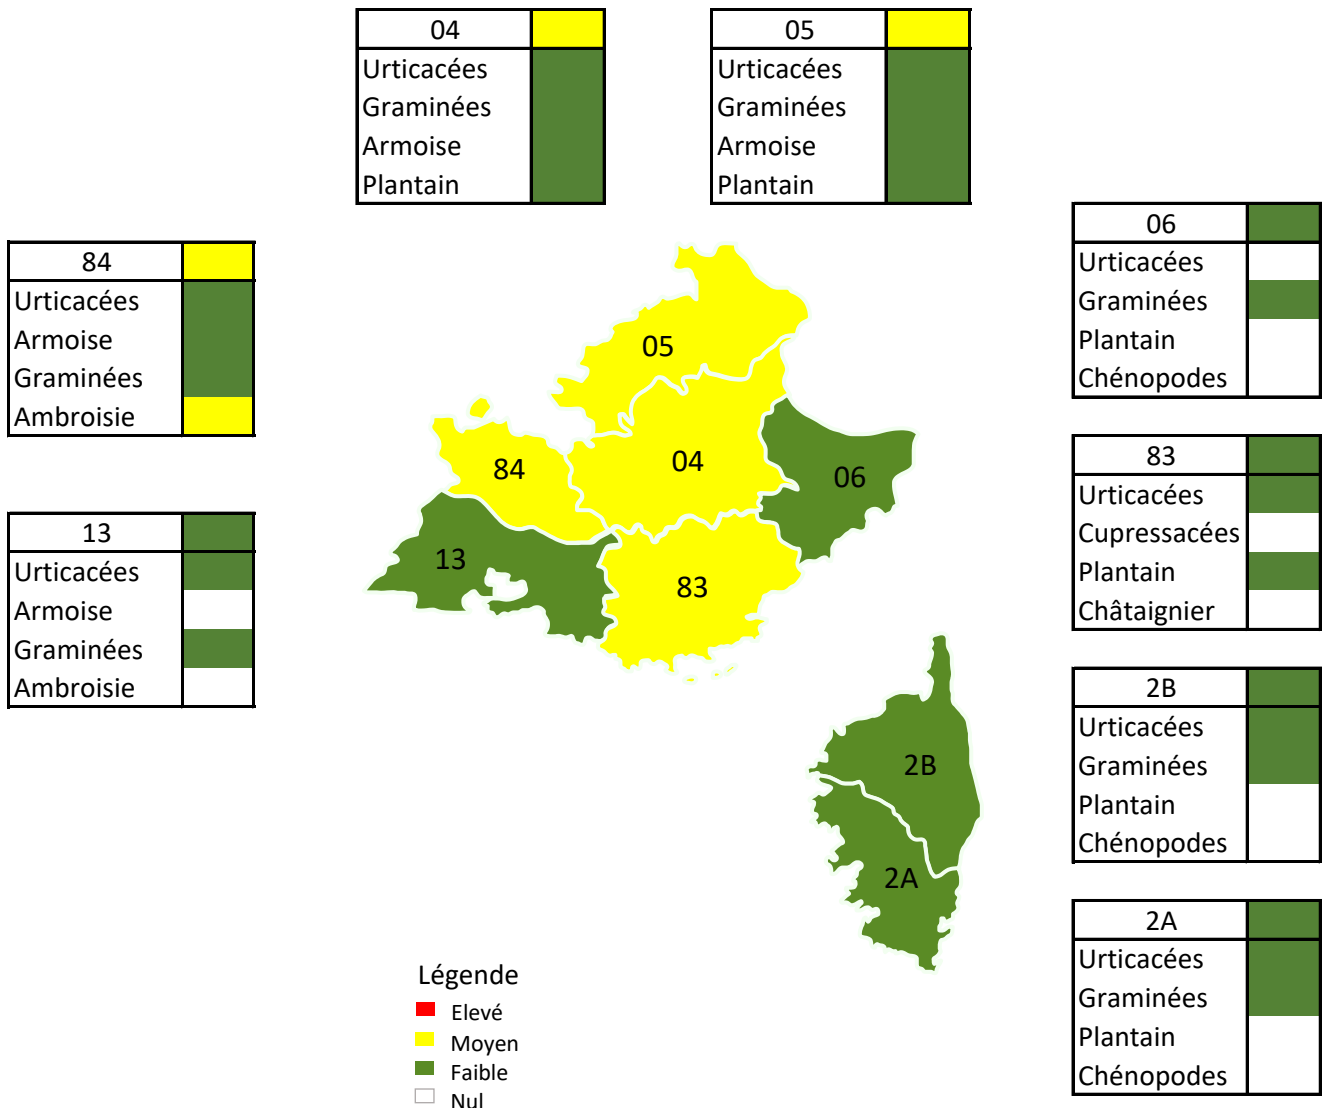 04
Urticacées
Graminées
Armoise
Plantain
05
Urticacées
Graminées
Armoise
Plantain
84
Urticacées
Armoise
Graminées
Ambroisie
13
Urticacées
Armoise
Graminées
Ambroisie
06
Urticacées
Graminées
Plantain
Chénopodes
83
Urticacées
Cupressacées
Plantain
Châtaignier
2B
Urticacées
Graminées
Plantain
Chénopodes
2A
Urticacées
Graminées
Plantain
Chénopodes
05
84
04
06
13
83
2B
2A
Légende
Elevé
Moyen
Faible
Nul